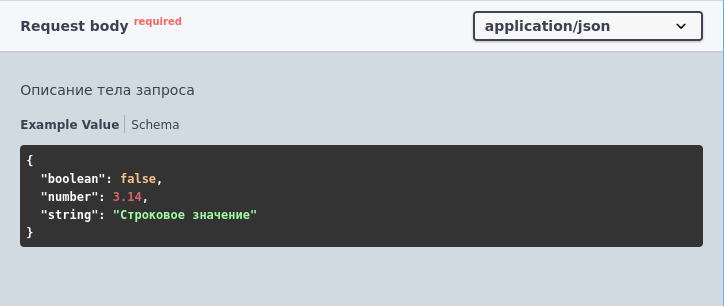 Request body required
application/json
Описание тела запроса
Example Value Schema
{
  "boolean": false,
  "number": 3.14,
  "string": "Строковое значение"
}